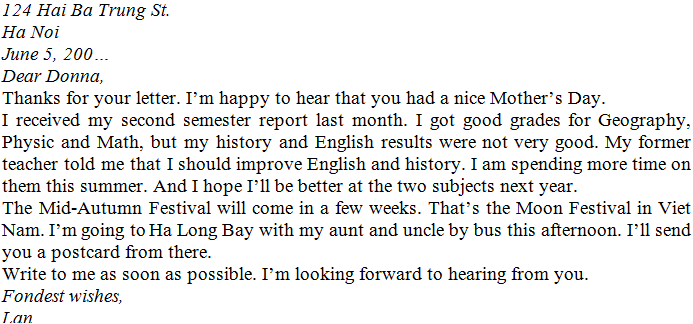 124 Hai Ba Trung St.
Ha Noi
June 5, 200…
Dear Donna,
Thanks for your letter. I’m happy to hear that you had a nice Mother’s Day.
I received my second semester report last month. I got good grades for Geography,
Physic and Math, but my history and English results were not very good. My former
teacher told me that I should improve English and history. I am spending more time on
them this summer. And I hope I’ll be better at the two subjects next year.
The Mid-Autumn Festival will come in a few weeks. That’s the Moon Festival in Viet
Nam. I’m going to Ha Long Bay with my aunt and uncle by bus this afternoon. I’ll send
you a postcard from there.
Write to me as soon as possible. I’m looking forward to hearing from you.
Fondest wishes,
Lan